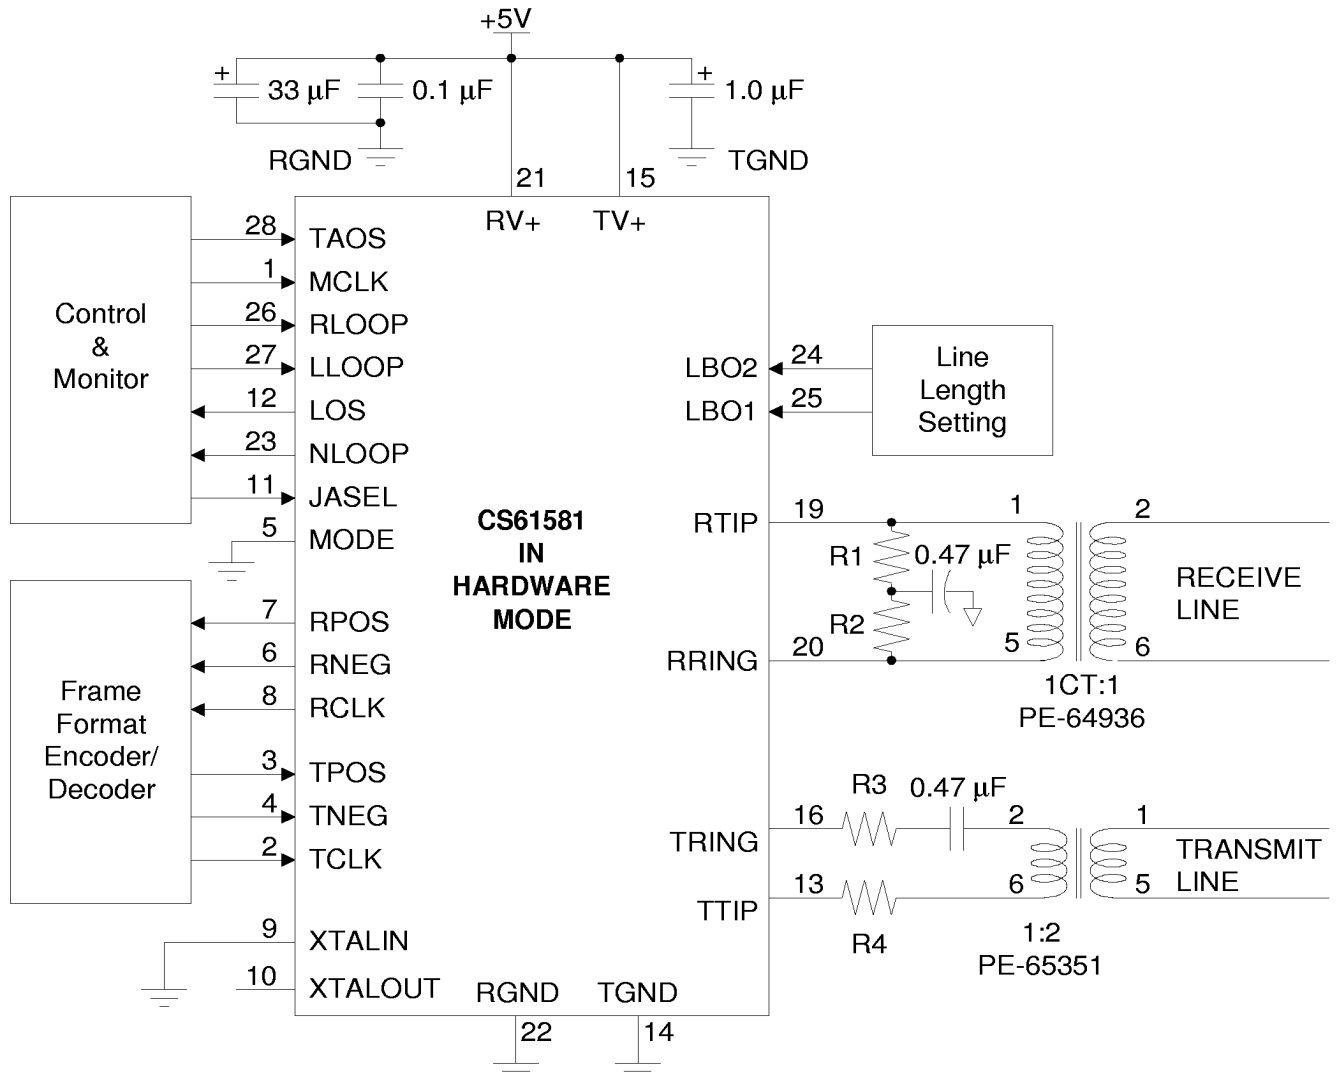 +5V
+
33 µF
0.1 µF
+
1.0 µF
RGND
TGND
21
15
RV+
TV+
Control
&
Monitor
28
TAOS
1
MCLK
26
RLOOP
27
LLOOP
12
LOS
23
NLOOP
11
JASEL
5
MODE
CS61581
IN
HARDWARE
MODE
LBO2
24
LBO1
25
Line
Length
Setting
RTIP
19
R1
0.47 µF
R2
RRING
20
1
2
5
6
RECEIVE
LINE
1CT:1
PE-64936
Frame
Format
Encoder/
Decoder
7
RPOS
6
RNEG
8
RCLK
3
TPOS
4
TNEG
2
TCLK
TRING
16
R3
0.47 µF
2
1
TTIP
13
R4
6
5
TRANSMIT
LINE
1:2
PE-65351
9
XTALIN
10
XTALOUT
RGND
TGND
22
14